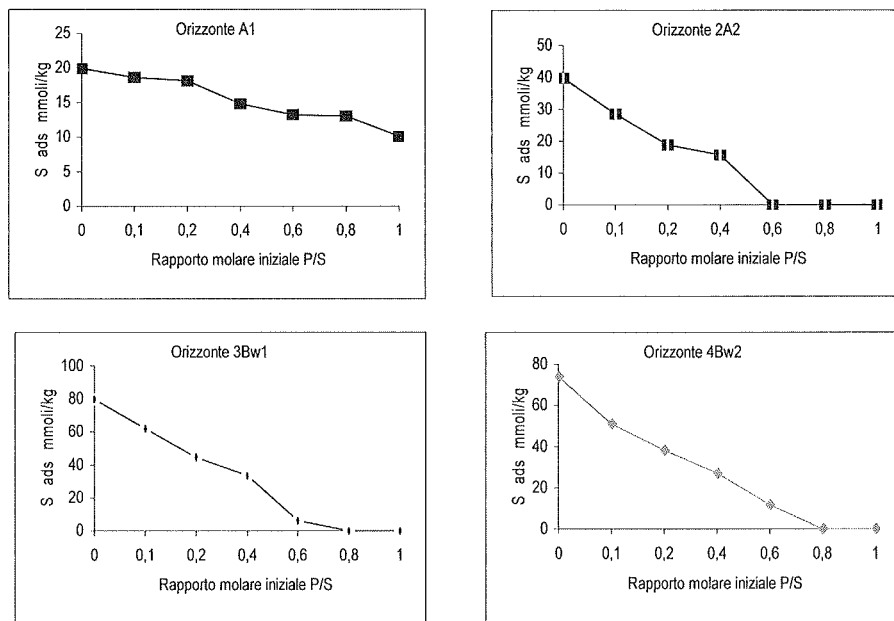 Orizzonte A1
S ads mmoli/kg
25
20
15
10
5
0
0 0,1 0,2 0,4 0,6 0,8 1
Rapporto molare iniziale P/S
Orizzonte 2A2
S ads mmoli/kg
50
40
30
20
10
0
0 0,1 0,2 0,4 0,6 0,8 1
Rapporto molare iniziale P/S
Orizzonte 3Bw1
S ads mmoli/kg
100
80
60
40
20
0
0 0,1 0,2 0,4 0,6 0,8 1
Rapporto molare iniziale P/S
Orizzonte 4Bw2
S ads mmoli/kg
80
60
40
20
0
0 0,1 0,2 0,4 0,6 0,8 1
Rapporto molare iniziale P/S